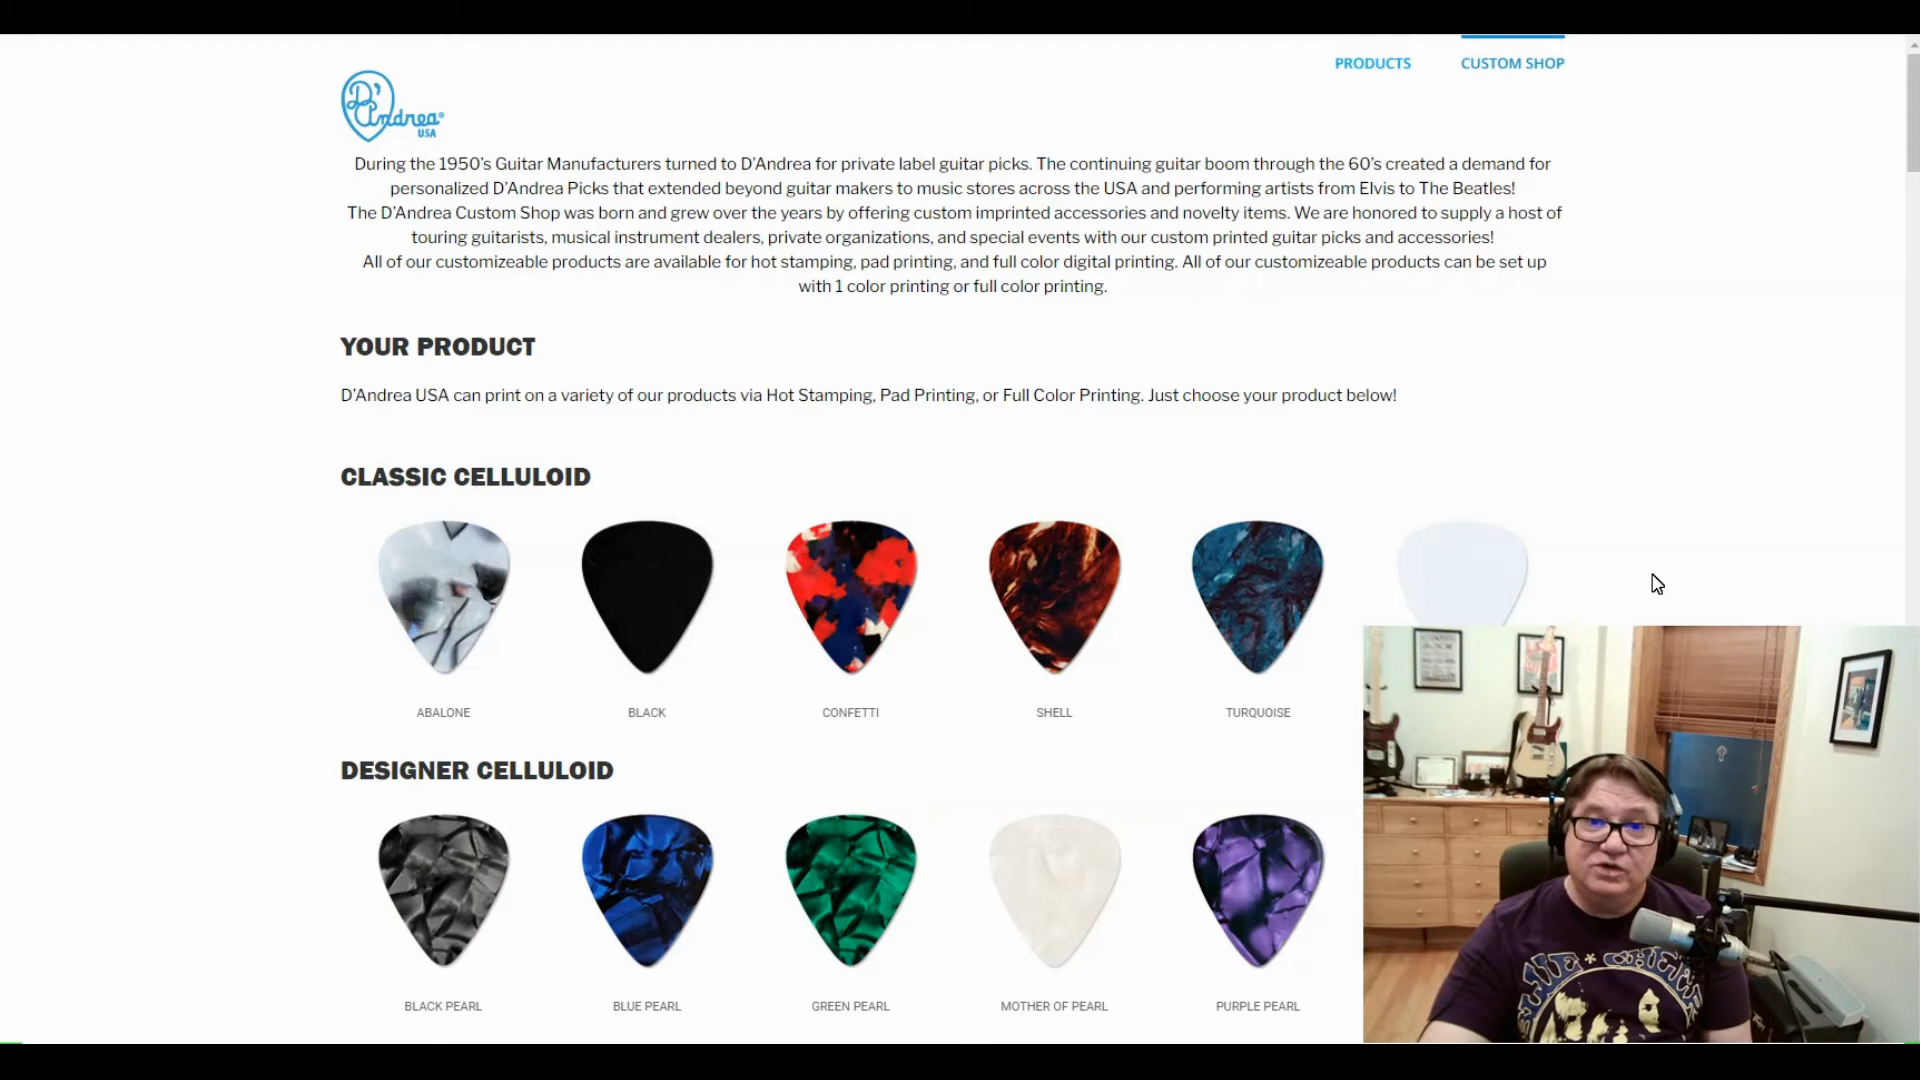 PRODUCTS
CUSTOM SHOP
D'Andrea®
USA
During the 1950's Guitar Manufacturers turned to D'Andrea for private label guitar picks. The continuing guitar boom through the 60's created a demand for
personalized D'Andrea Picks that extended beyond guitar makers to music stores across the USA and performing artists from Elvis to The Beatles!
The D'Andrea Custom Shop was born and grew over the years by offering custom imprinted accessories and novelty items. We are honored to supply a host of
touring guitarists, musical instrument dealers, private organizations, and special events with our custom printed guitar picks and accessories!
All of our customizeable products are available for hot stamping, pad printing, and full color digital printing. All of our customizeable products can be set up
with 1 color printing or full color printing.
YOUR PRODUCT
D'Andrea USA can print on a variety of our products via Hot Stamping, Pad Printing, or Full Color Printing. Just choose your product below!
CLASSIC CELLULOID
ABALONE
BLACK
CONFETTI
SHELL
TURQUOISE
DESIGNER CELLULOID
BLACK PEARL
BLUE PEARL
GREEN PEARL
MOTHER OF PEARL
PURPLE PEARL